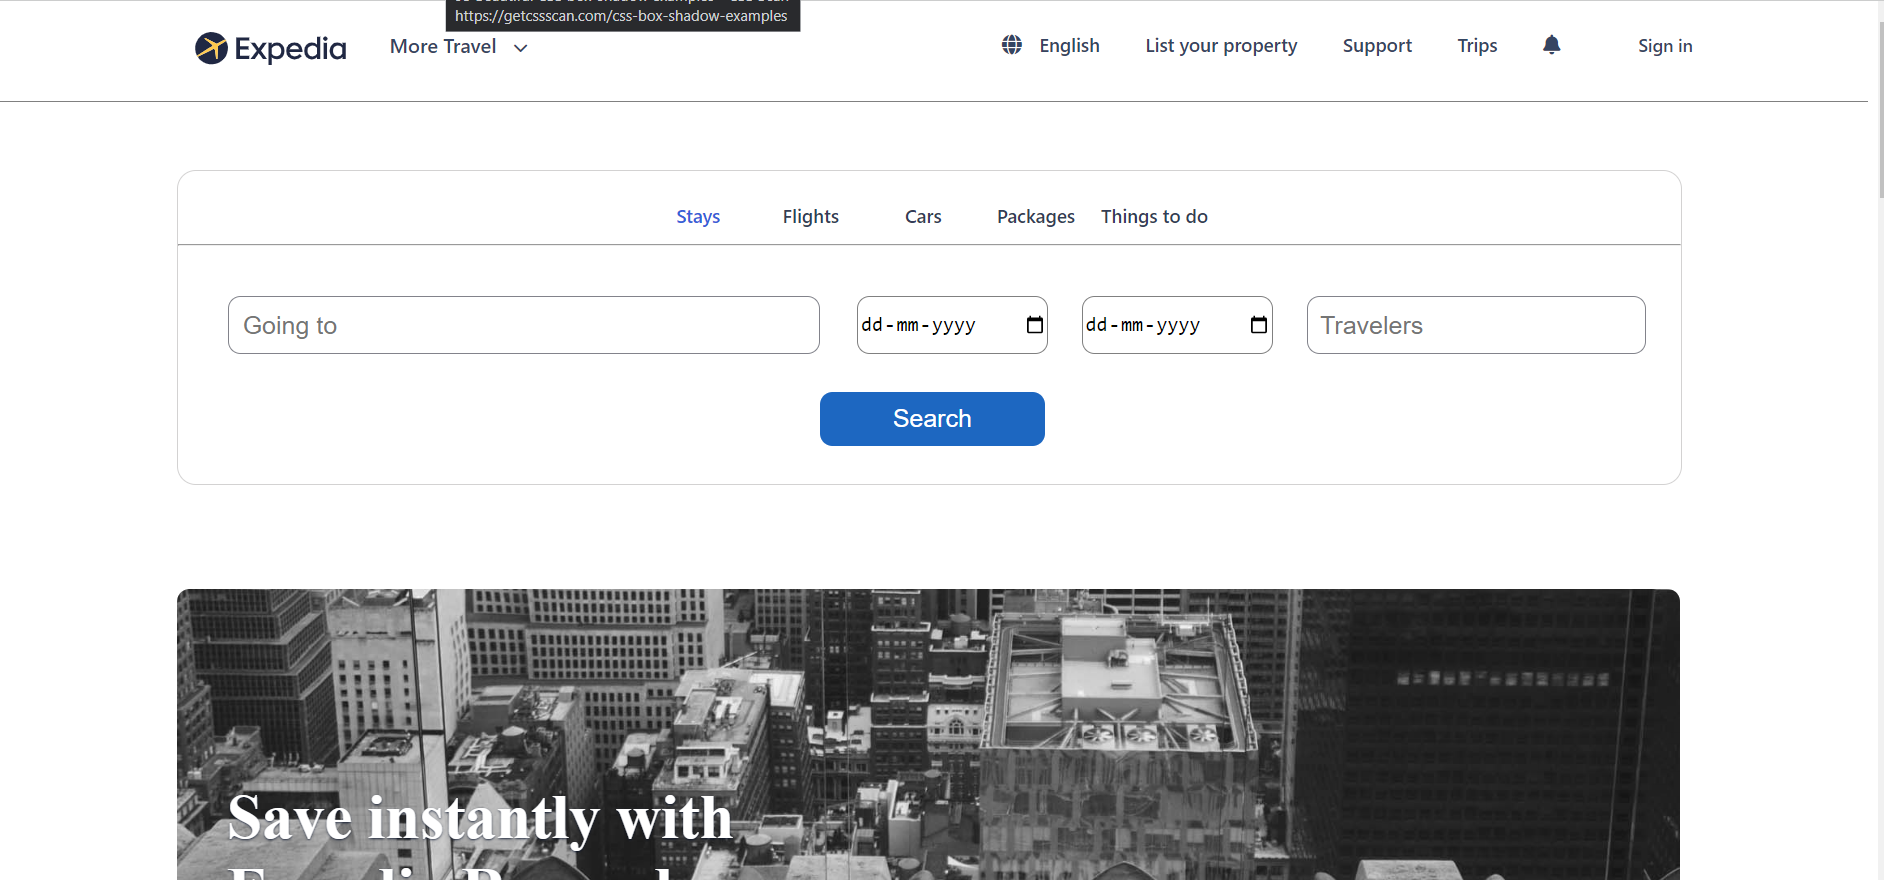 https://getcssscan.com/css-box-shadow-examples
Expedia
More Travel
English
List your property
Support
Trips
Sign in
Stays
Flights
Cars
Packages
Things to do
Going to
dd-mm-yyyy
dd-mm-yyyy
Travelers
Search
Save instantly with